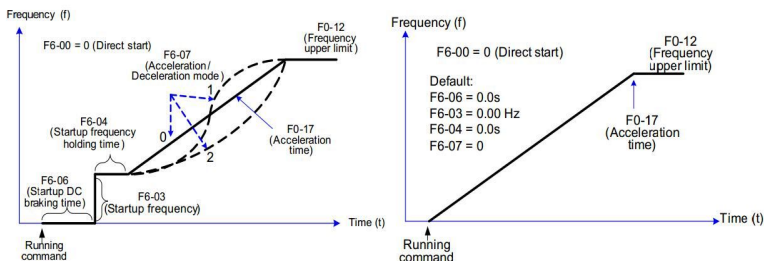 Frequency (f)
F6-00 = 0 (Direct start)
F0-12
(Frequency
upper limit)
F6-07
(Acceleration/
Deceleration mode)
1
0
2
F6-04
(Startup frequency
holding time)
F0-17
(Acceleration
time)
F6-06
(Startup DC
braking time)
F6-03
(Startup frequency)
Time (t)
Running
command
Frequency (f)
F6-00 = 0 (Direct start)
F0-12
(Frequency
upper limit)
Default:
F6-06 = 0.0s
F6-03 = 0.00 Hz
F6-04 = 0.0s
F6-07 = 0
F0-17
(Acceleration
time)
Time (t)
Running
command